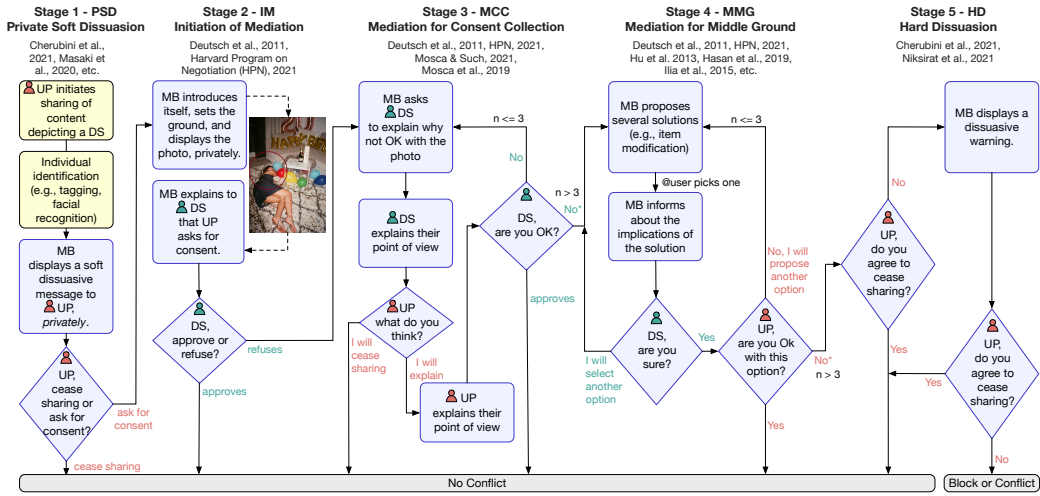 Stage 1 - PSD
Private Soft Dissuasion
Cherubini et al.,
2021, Masaki
et al., 2020, etc.
UP initiates
sharing of
content
depicting a DS
Individual
identification
(e.g., tagging,
facial
recognition)
MB
displays a soft
dissuasive
message to
UP,
privately.
UP,
cease
sharing or
ask for
consent?
ask for
consent
cease sharing
Stage 2 - IM
Initiation of Mediation
Deutsch et al., 2011,
Harvard Program on
Negotiation (HPN), 2021
MB introduces
itself, sets the
ground, and
displays the
photo, privately.
MB explains to
DS
that UP
asks for
consent.
DS,
approve or
refuse?
refuses
approves
Stage 3 - MCC
Mediation for Consent Collection
Deutsch et al., 2011, HPN, 2021,
Mosca & Such, 2021,
Mosca et al., 2019
MB asks
DS
to explain why
not OK with the
photo
DS
explains their
point of view
UP
what do you
think?
I will
cease
sharing
I will
explain
UP
explains their
point of view
n <= 3
No
n > 3
No*
DS,
are you OK?
approves
Stage 4 - MMG
Mediation for Middle Ground
Deutsch et al., 2011, HPN, 2021,
Hu et al. 2013, Hasan et al., 2019,
Ilia et al., 2015, etc.
MB proposes
several solutions
(e.g., item
modification)
@user picks one
MB informs
about the
implications of
the solution
DS,
are you
sure?
I will
select
another
option
Yes
n <= 3
No, I will
propose
another
option
UP,
are you Ok
with this
option?
No*
n > 3
Yes
Stage 5 - HD
Hard Dissuasion
Cherubini et al., 2021,
Niksirat et al., 2021
MB displays a
dissuasive
warning.
No
UP,
do you
agree to
cease
sharing?
Yes
UP,
do you
agree to
cease
sharing?
Yes
No
No Conflict
Block or Conflict